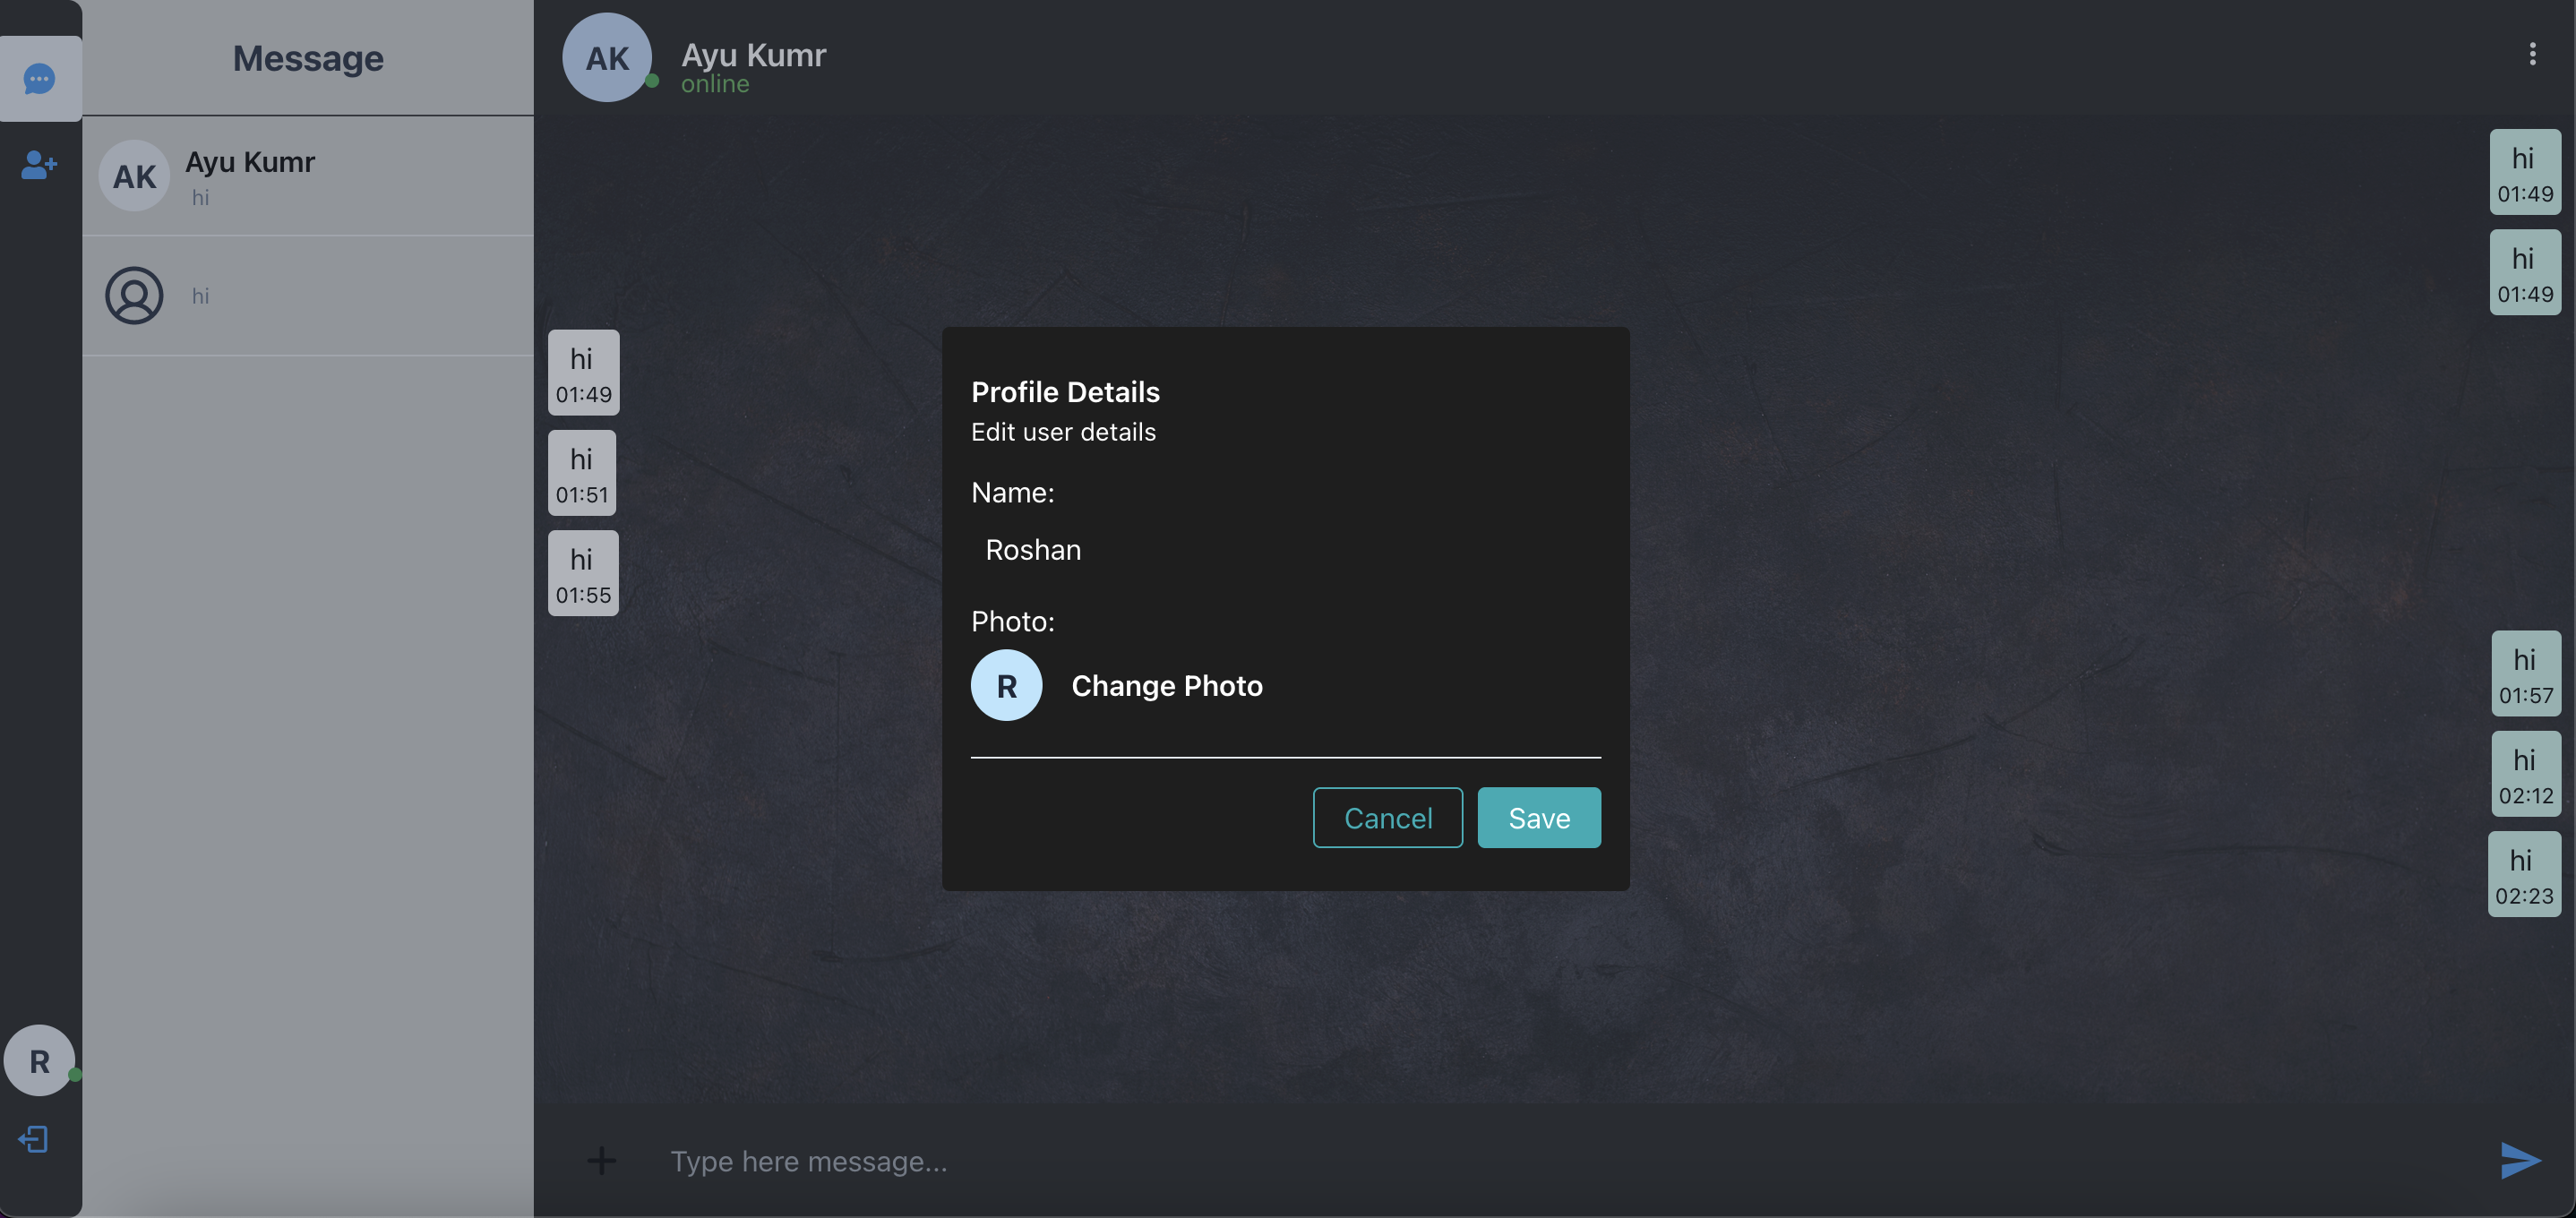 Message
AK
Ayu Kumr
hi
hi
R
AK
Ayu Kumr
online
hi
01:49
hi
01:49
hi
01:49
hi
01:51
hi
01:55
hi
01:57
hi
02:12
hi
02:23
Profile Details
Edit user details
Name:
Roshan
Photo:
R
Change Photo
Cancel
Save
Type here message...